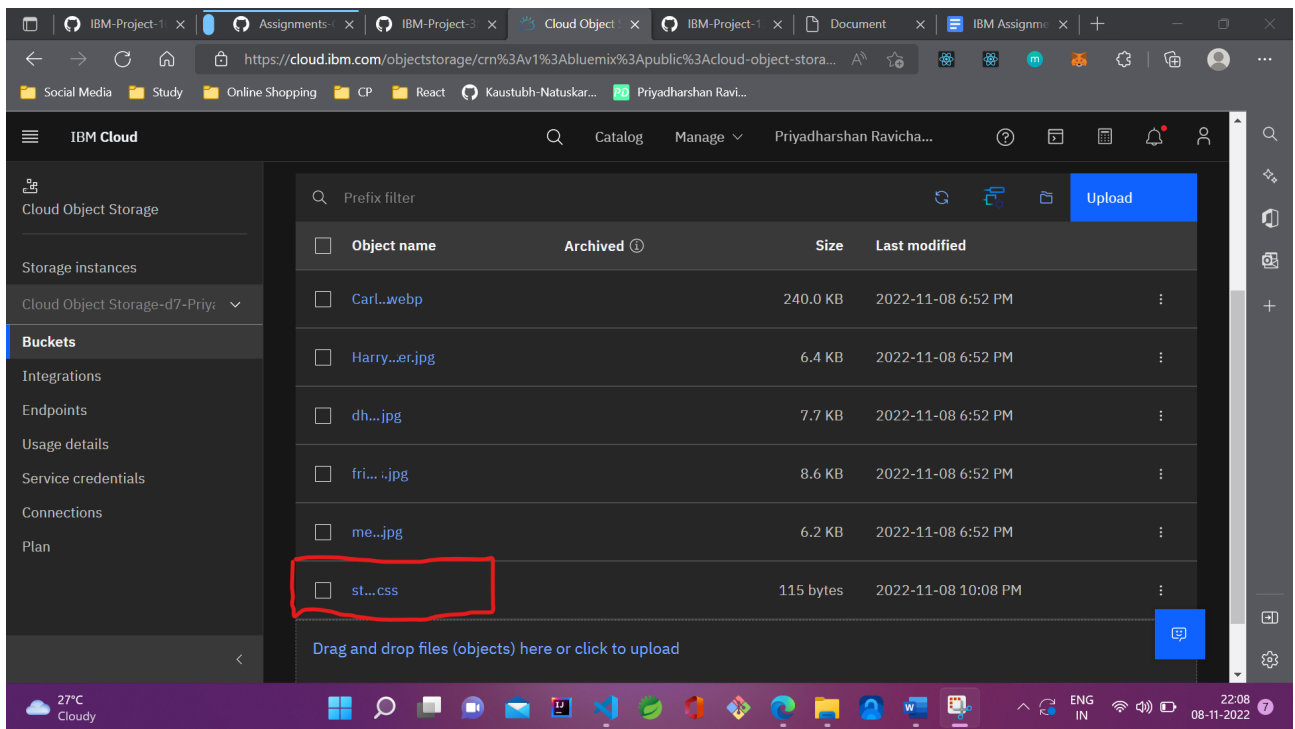 IBM-Project-1 Assignments- IBM-Project-3 Cloud Object S IBM-Project-1 Document IBM Assignme
https://cloud.ibm.com/objectstorage/crn%3Av1%3Abluemix%3Apublic%3Acloud-object-stora...
Social Media Study Online Shopping CP React Kaustubh-Natuskar... PD Priyadharshan Ravi...
IBM Cloud Catalog Manage Priyadharshan Ravicha...
Cloud Object Storage
Storage instances
Cloud Object Storage-d7-Priya
Buckets
Integrations
Endpoints
Usage details
Service credentials
Connections
Plan
Prefix filter Upload
Object name Archived Size Last modified
Carl...webp 240.0 KB 2022-11-08 6:52 PM
Harry...er.jpg 6.4 KB 2022-11-08 6:52 PM
dh...jpg 7.7 KB 2022-11-08 6:52 PM
fri... .jpg 8.6 KB 2022-11-08 6:52 PM
me...jpg 6.2 KB 2022-11-08 6:52 PM
st...css 115 bytes 2022-11-08 10:08 PM
Drag and drop files (objects) here or click to upload
27°C
Cloudy
ENG
IN
22:08
08-11-2022
7